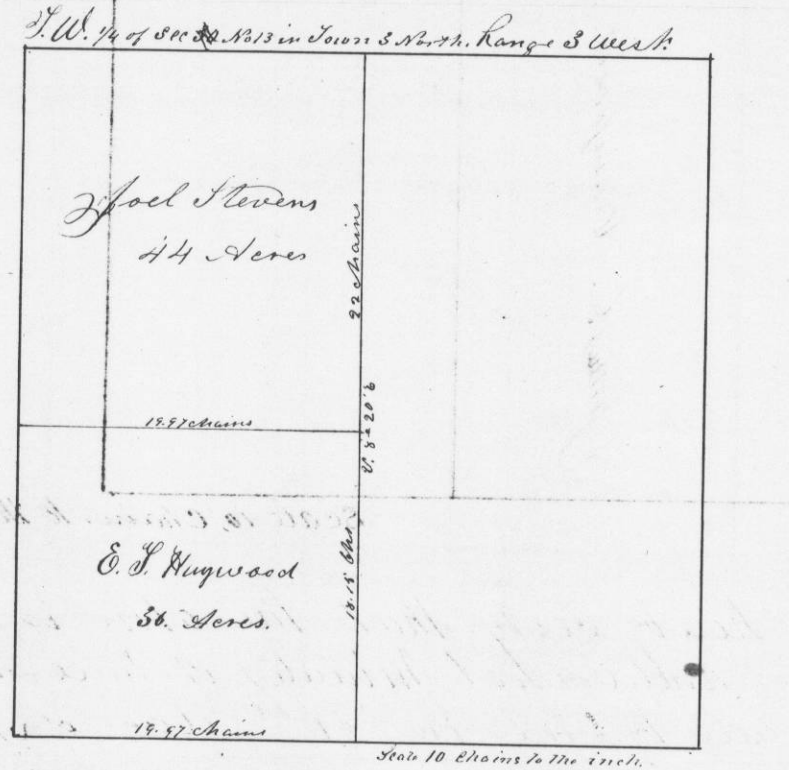 S.W. 1/4 of Sec No 13 in Town 3 North. Range 3 West.
Joel Stevens
44 Acres
22 Chains
19.97 Chains
V. 8° 20' E
E. S. Haywood
36. Acres.
18.15 Chs.
19.97 Chains
Scale 10 Chains to the inch.